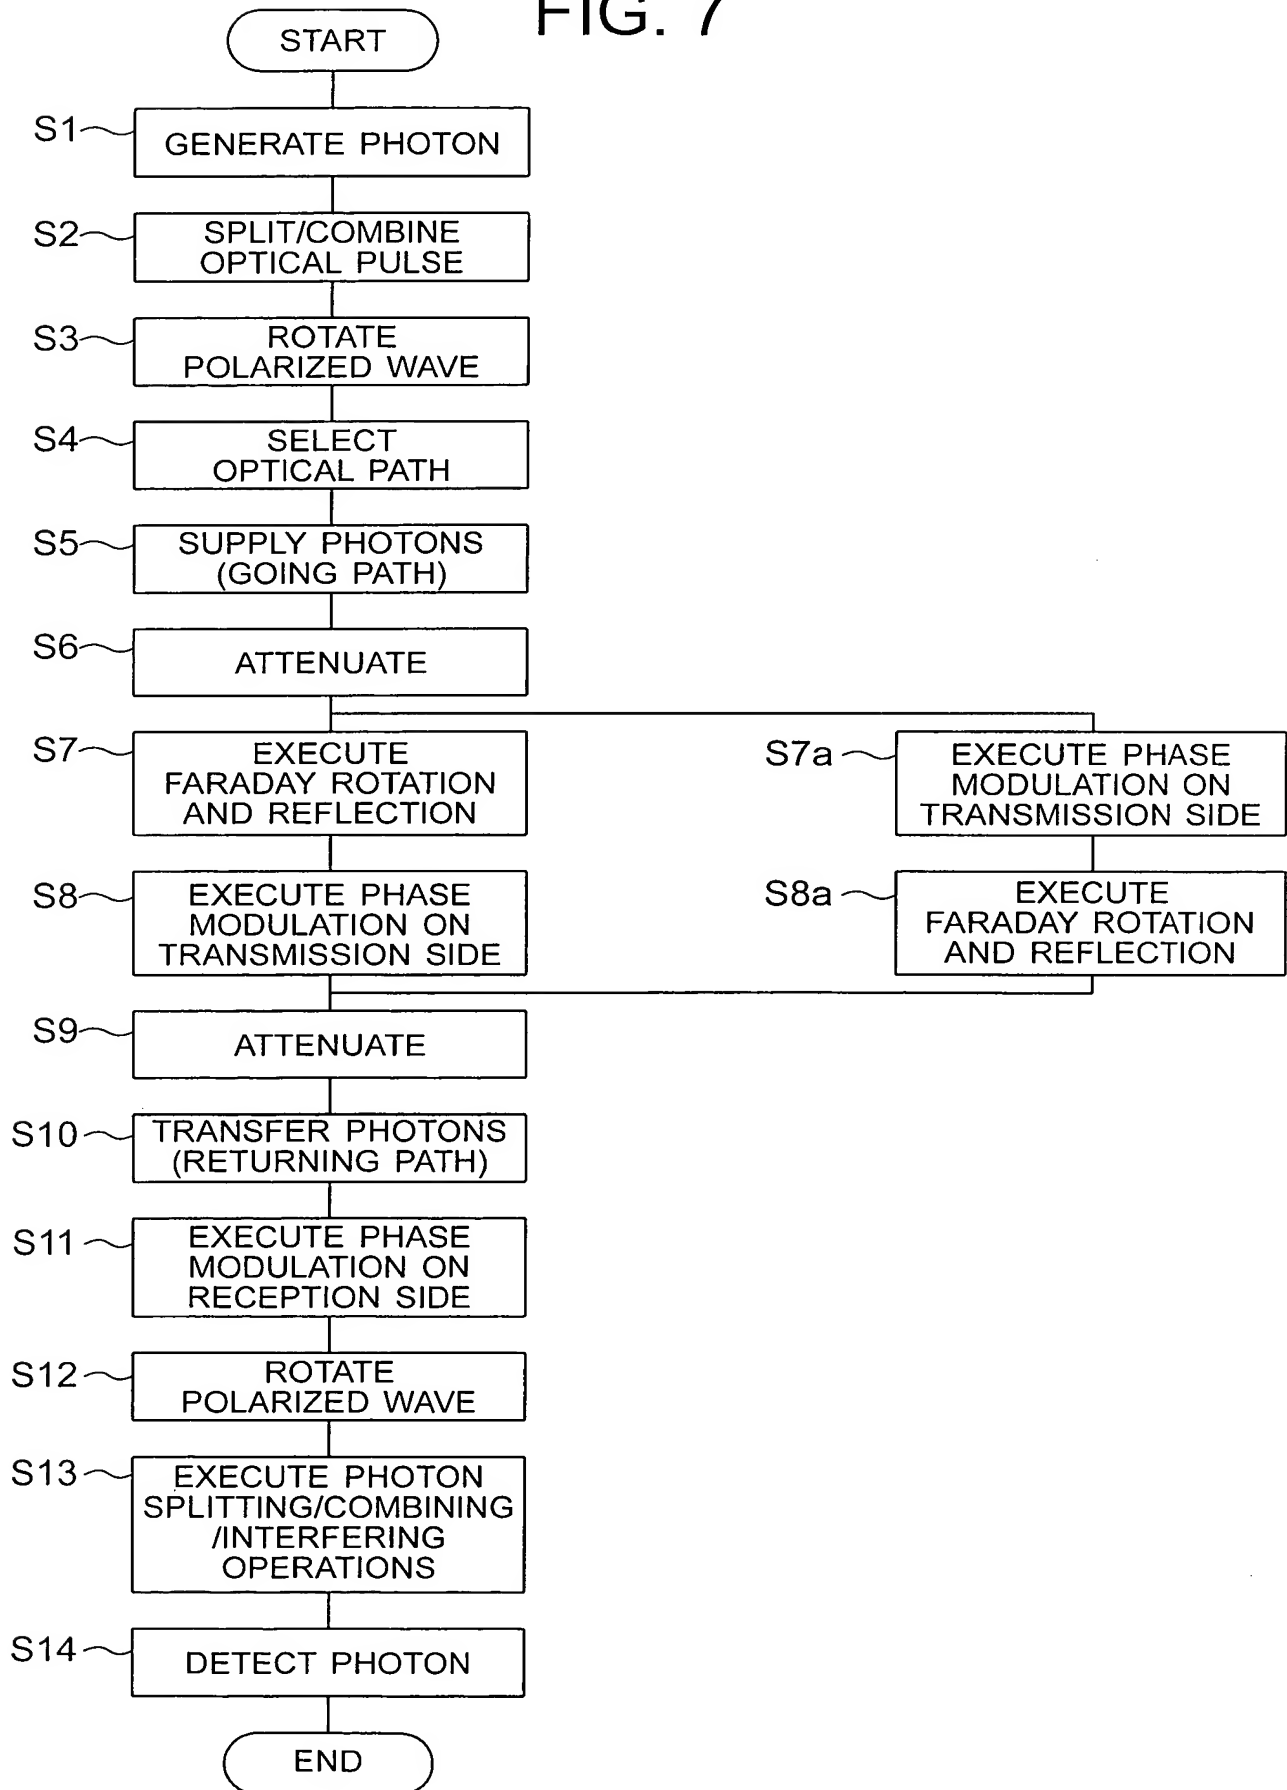 FIG. 7
START
S1
GENERATE PHOTON
S2
SPLIT/COMBINE
OPTICAL PULSE
S3
ROTATE
POLARIZED WAVE
S4
SELECT
OPTICAL PATH
S5
SUPPLY PHOTONS
(GOING PATH)
S6
ATTENUATE
S7
EXECUTE
FARADAY ROTATION
AND REFLECTION
S7a
EXECUTE PHASE
MODULATION ON
TRANSMISSION SIDE
S8
EXECUTE PHASE
MODULATION ON
TRANSMISSION SIDE
S8a
EXECUTE
FARADAY ROTATION
AND REFLECTION
S9
ATTENUATE
S10
TRANSFER PHOTONS
(RETURNING PATH)
S11
EXECUTE PHASE
MODULATION ON
RECEPTION SIDE
S12
ROTATE
POLARIZED WAVE
S13
EXECUTE PHOTON
SPLITTING/COMBINING
/INTERFERING
OPERATIONS
S14
DETECT PHOTON
END